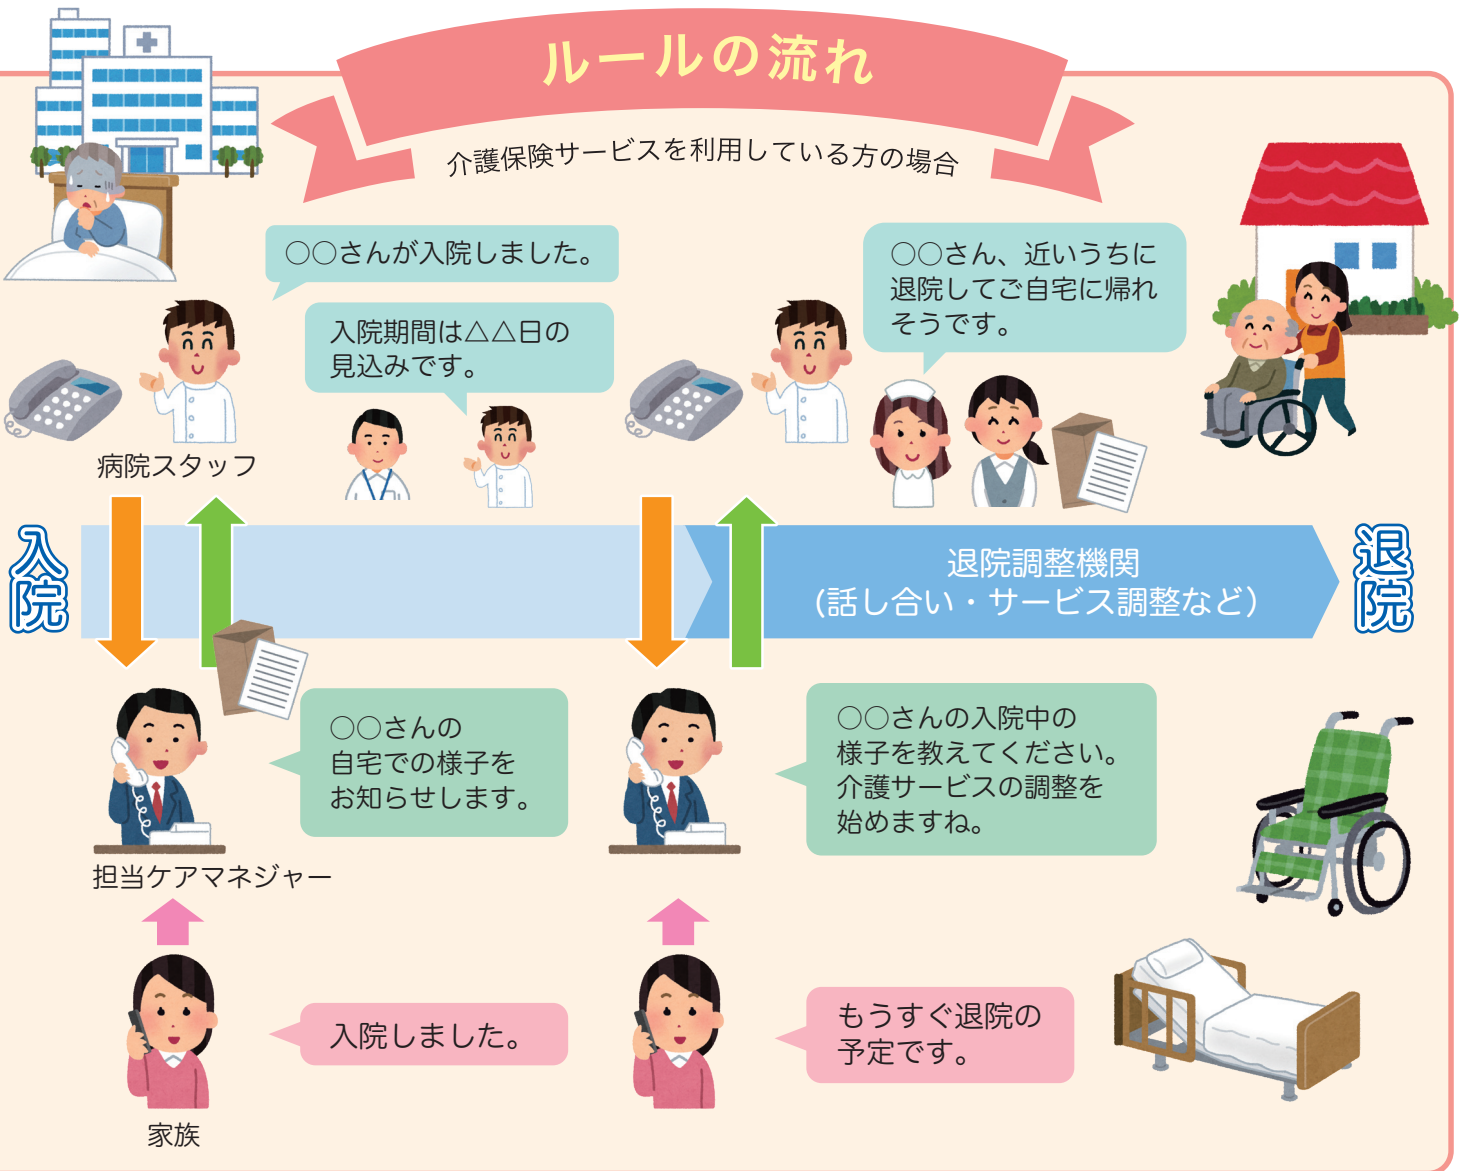 ルールの流れ
介護保険サービスを利用している方の場合
○○さんが入院しました。
入院期間は△△日の
見込みです。
○○さん、近いうちに
退院してご自宅に帰れ
そうです。
病院スタッフ
入院
退院調整機関
(話し合い・サービス調整など)
退院
○○さんの
自宅での様子を
お知らせします。
○○さんの入院中の
様子を教えてください。
介護サービスの調整を
始めますね。
担当ケアマネジャー
入院しました。
もうすぐ退院の
予定です。
家族